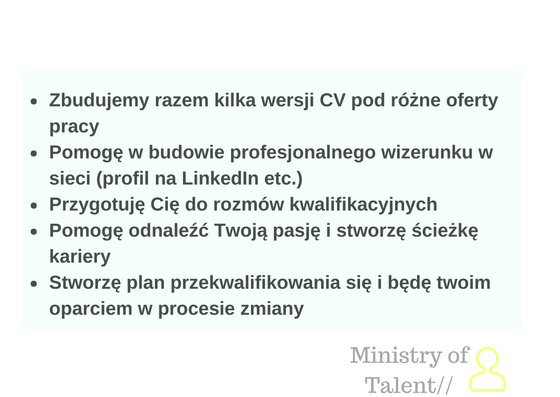 • Zbudujemy razem kilka wersji CV pod różne oferty
pracy
• Pomogę w budowie profesjonalnego wizerunku w
sieci (profil na LinkedIn etc.)
• Przygotuję Cię do rozmów kwalifikacyjnych
• Pomogę odnaleźć Twoją pasję i stworzę ścieżkę
kariery
• Stworzę plan przekwalifikowania się i będę twoim
oparciem w procesie zmiany
Ministry of
Talent//